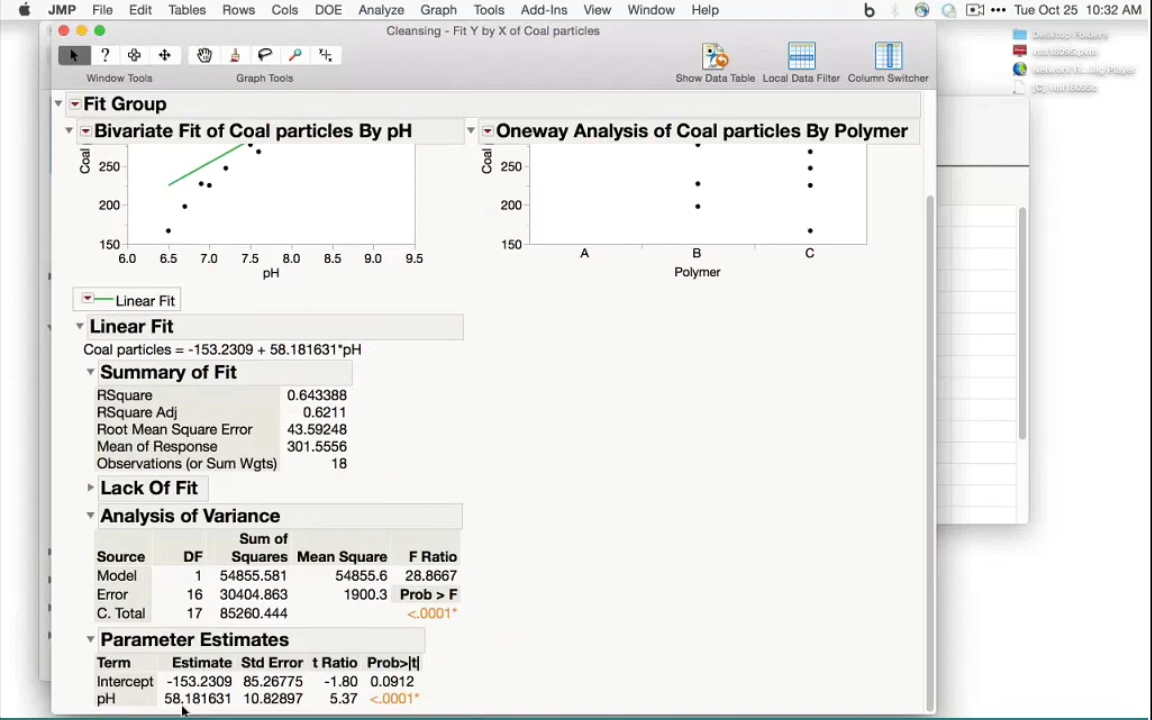 JMP File Edit Tables Rows Cols DOE Analyze Graph Tools Add-Ins View Window Help Tue Oct 25 10:32 AM
Cleansing - Fit Y by X of Coal particles
Desktop Folders
Window Tools Graph Tools Show Data Table Local Data Filter Column Switcher
Fit Group
Bivariate Fit of Coal particles By pH
Oneway Analysis of Coal particles By Polymer
Coal
250
200
150
6.0 6.5 7.0 7.5 8.0 8.5 9.0 9.5
pH
Coal
250
200
150
A B C
Polymer
Linear Fit
Linear Fit
Coal particles = -153.2309 + 58.181631*pH
Summary of Fit
RSquare 0.643388
RSquare Adj 0.6211
Root Mean Square Error 43.59248
Mean of Response 301.5556
Observations (or Sum Wgts) 18
Lack Of Fit
Analysis of Variance
Sum of
Source DF Squares Mean Square F Ratio
Model 1 54855.581 54855.6 28.8667
Error 16 30404.863 1900.3 Prob > F
C. Total 17 85260.444 <.0001*
Parameter Estimates
Term Estimate Std Error t Ratio Prob>|t|
Intercept -153.2309 85.26775 -1.80 0.0912
pH 58.181631 10.82897 5.37 <.0001*